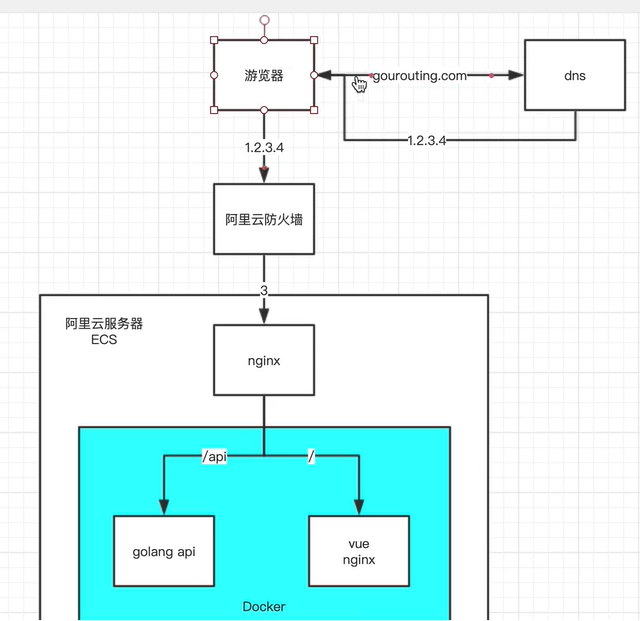 游览器
gourouting.com
dns
1.2.3.4
1.2.3.4
阿里云防火墙
3
阿里云服务器
ECS
nginx
/api
/
golang api
vue
nginx
Docker